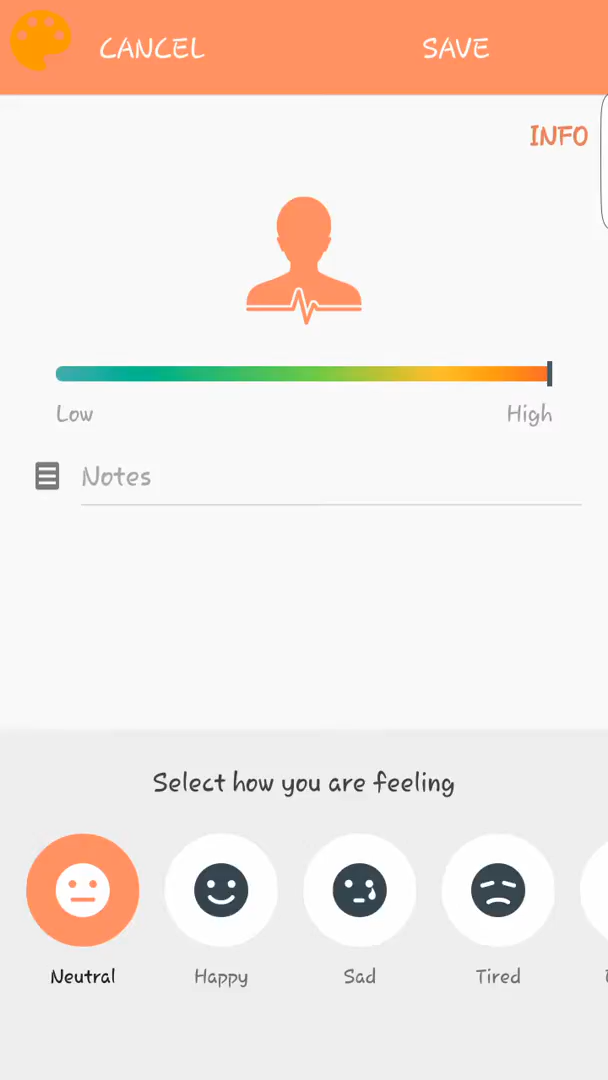 CANCEL SAVE
INFO
Low High
Notes
Select how you are feeling
Neutral Happy Sad Tired